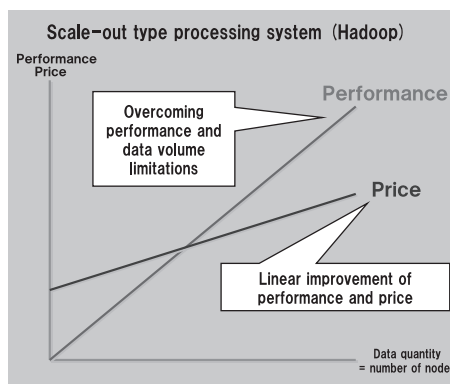 Scale-out type processing system (Hadoop)
Performance
Price
Performance
Overcoming
performance and
data volume
limitations
Price
Linear improvement of
performance and price
Data quantity
= number of node